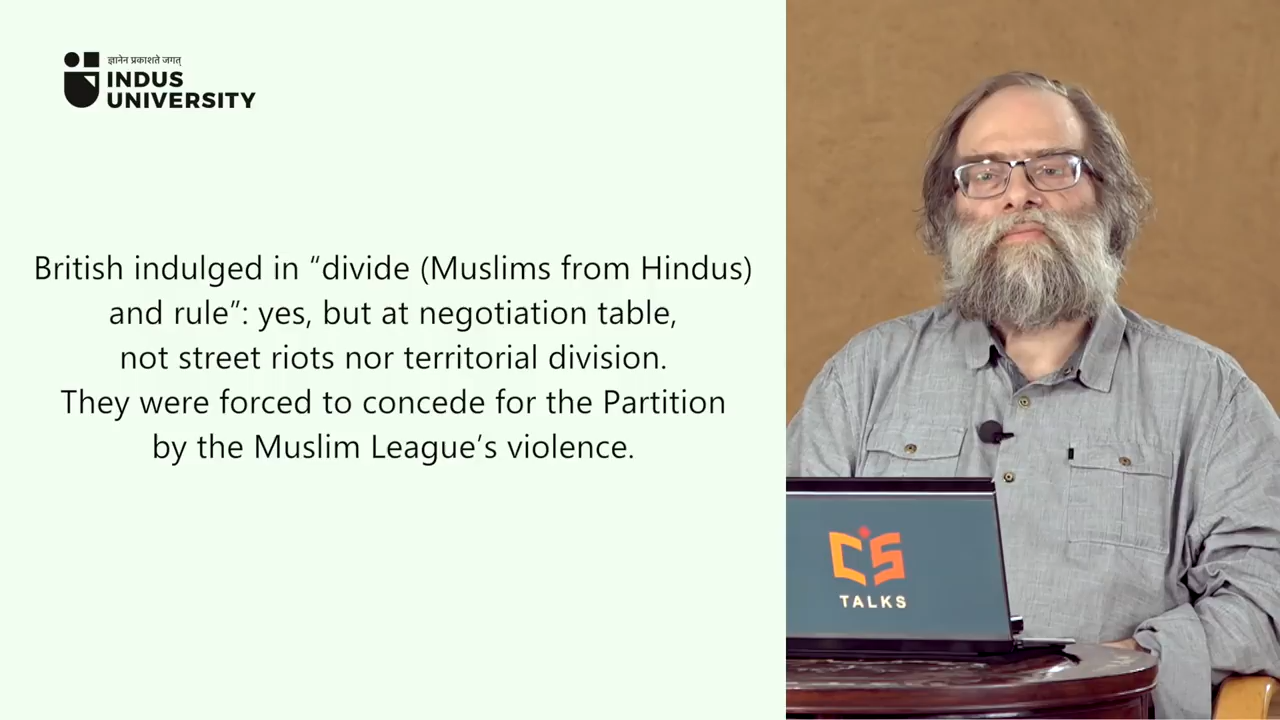 ज्ञानेन प्रकाशते जगत्
INDUS
UNIVERSITY
British indulged in “divide (Muslims from Hindus)
and rule”: yes, but at negotiation table,
not street riots nor territorial division.
They were forced to concede for the Partition
by the Muslim League’s violence.
CIS
TALKS